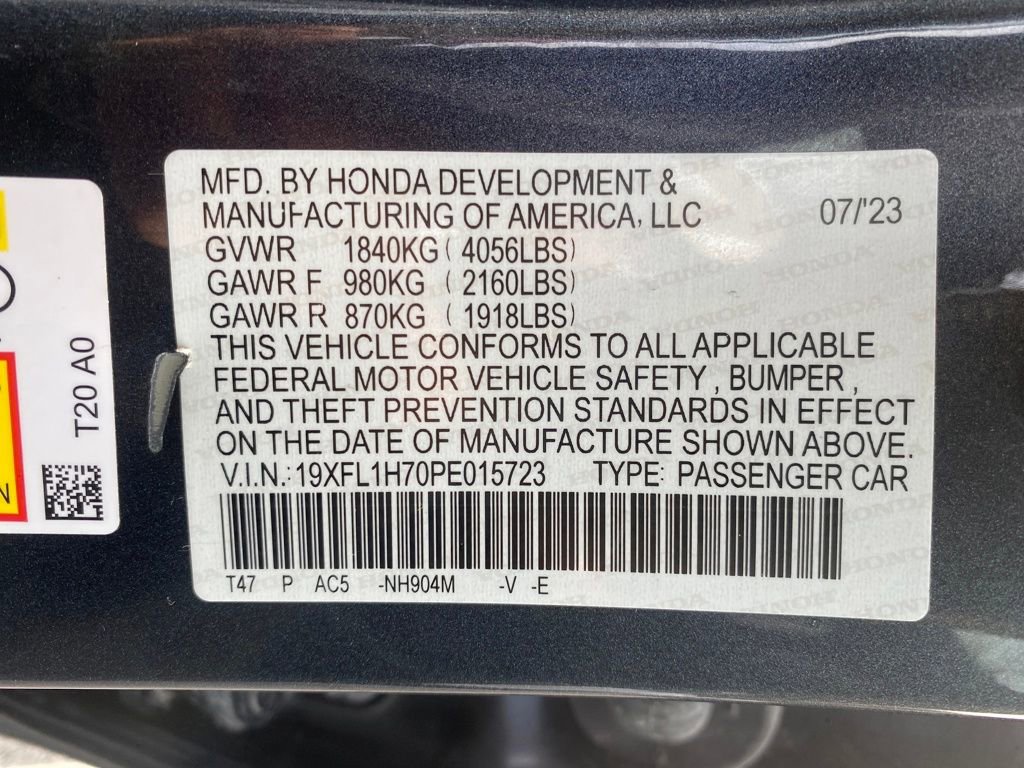 MFD. BY HONDA DEVELOPMENT &
MANUFACTURING OF AMERICA, LLC 07/'23
GVWR 1840KG ( 4056LBS)
GAWR F 980KG ( 2160LBS)
GAWR R 870KG ( 1918LBS)
THIS VEHICLE CONFORMS TO ALL APPLICABLE
FEDERAL MOTOR VEHICLE SAFETY , BUMPER ,
AND THEFT PREVENTION STANDARDS IN EFFECT
ON THE DATE OF MANUFACTURE SHOWN ABOVE.
V.I.N.: 19XFL1H70PE015723 TYPE: PASSENGER CAR
T47 P AC5 -NH904M -V -E
T20 A0
N
HONDA